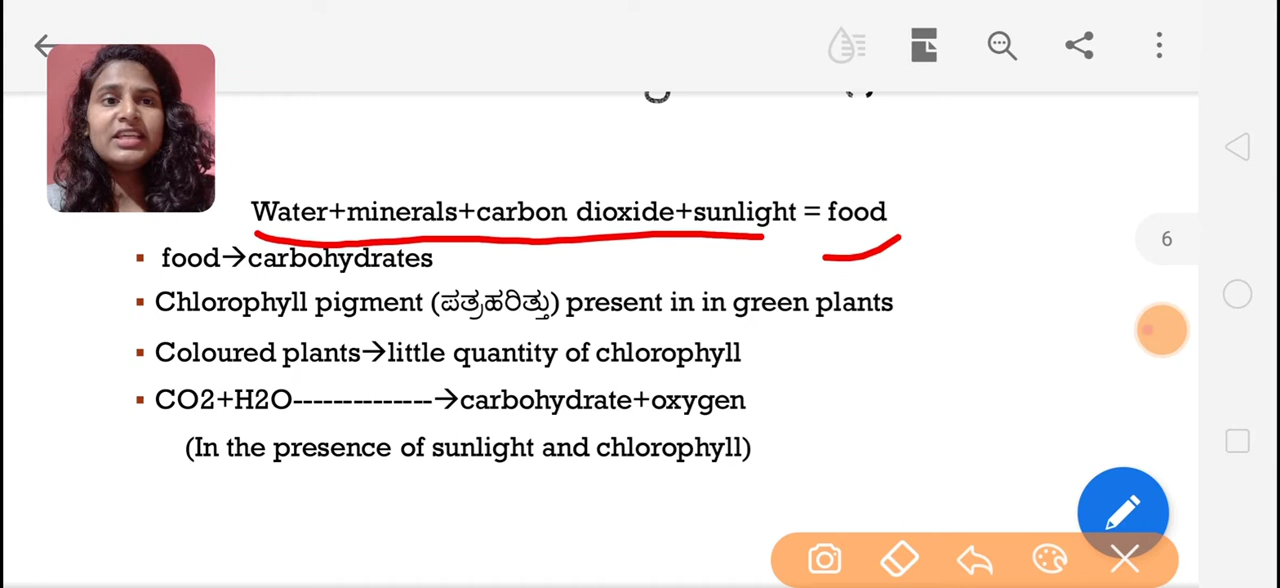 Water+minerals+carbon dioxide+sunlight = food
▪ food→carbohydrates
▪ Chlorophyll pigment (ಪತ್ರಹರಿತ್ತು) present in in green plants
▪ Coloured plants→little quantity of chlorophyll
▪ CO2+H2O--------------→carbohydrate+oxygen
(In the presence of sunlight and chlorophyll)
6